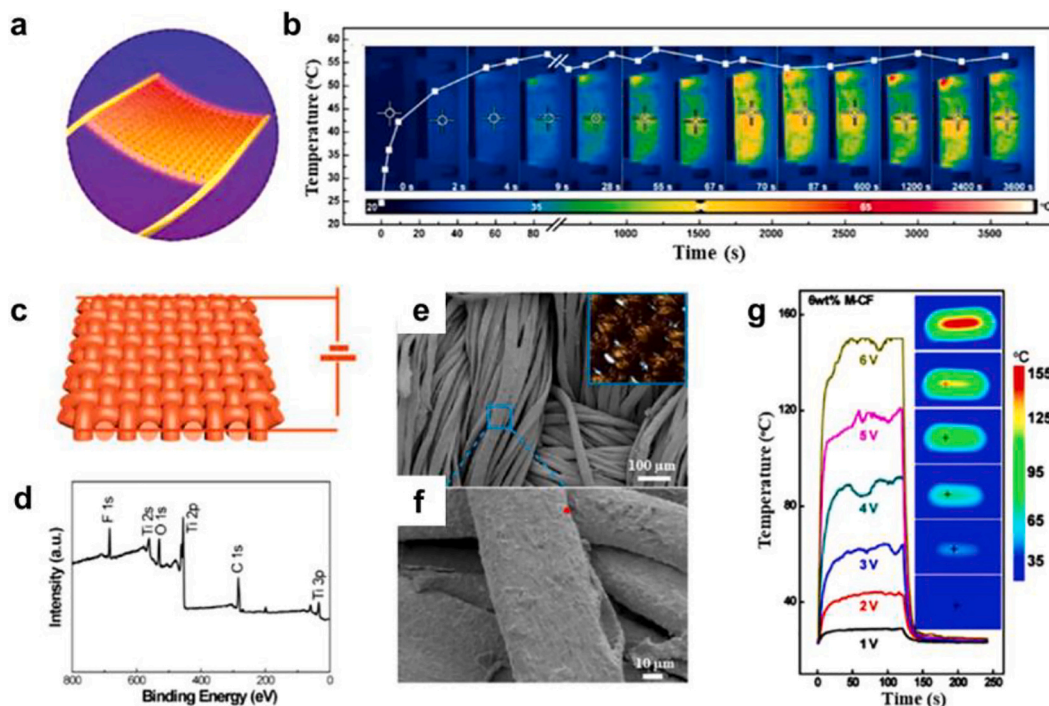 a
b
Temperature (°C)
60
55
50
45
40
35
30
25
20
0 s
2 s
4 s
9 s
28 s
55 s
67 s
70 s
87 s
600 s
1200 s
2400 s
3600 s
20
35
65
°C
0
20
40
60
80
1000
1500
2000
2500
3000
3500
Time (s)
c
d
Intensity (a.u.)
F 1s
Ti 2s
O 1s
Ti 2p
C 1s
Ti 3p
800
600
400
200
0
Binding Energy (eV)
e
100 µm
f
10 µm
g
6wt% M-CF
Temperature (°C)
160
120
80
40
6 V
5 V
4 V
3 V
2 V
1 V
°C
155
125
95
65
35
0
50
100
150
200
250
Time (s)